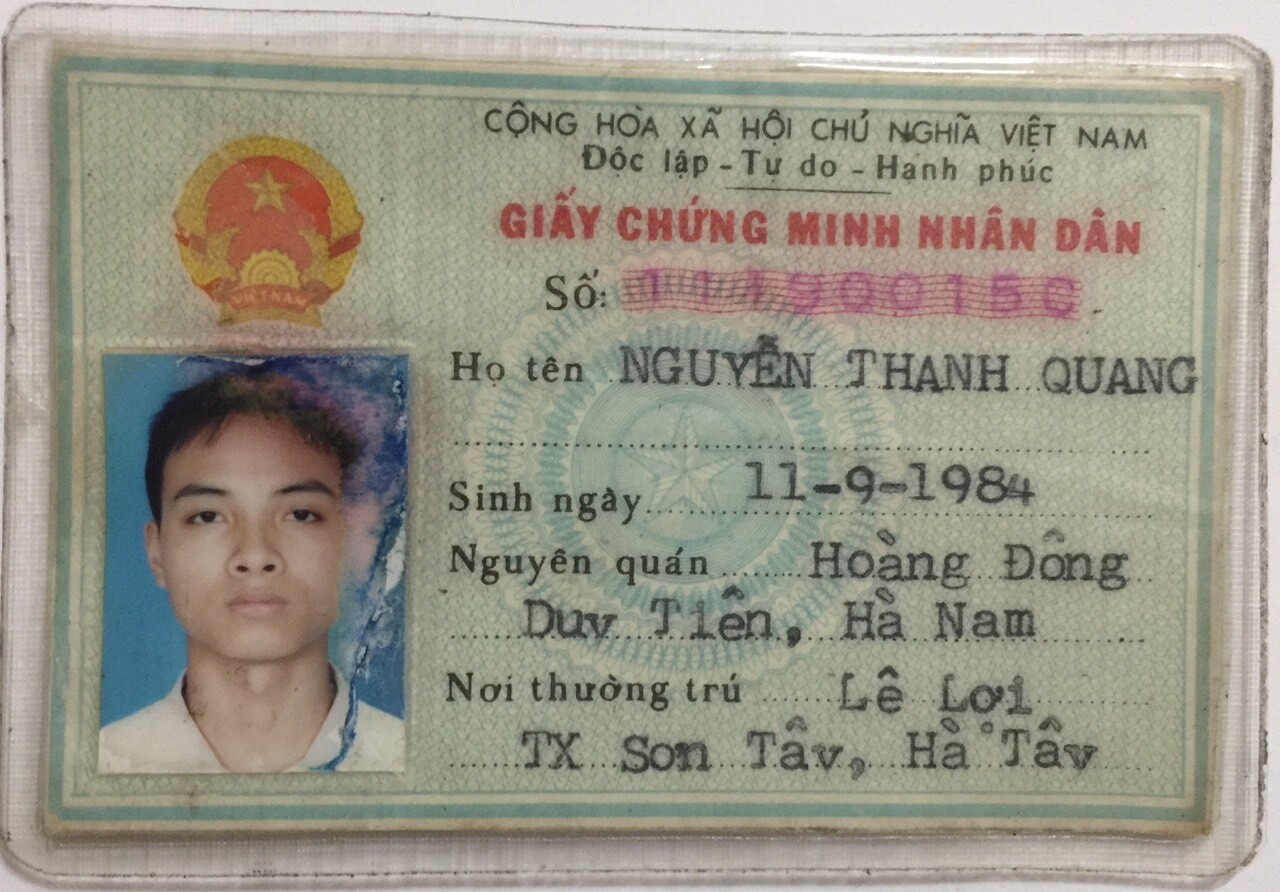 CỘNG HÒA XÃ HỘI CHỦ NGHĨA VIỆT NAM
Độc lập - Tự do - Hạnh phúc
GIẤY CHỨNG MINH NHÂN DÂN
VIETNAM
Số:
Họ tên NGUYỄN THANH QUANG
Sinh ngày 11-9-1984
Nguyên quán Hoàng Đông
Duy Tiên, Hà Nam
Nơi thường trú Lê Lợi
TX Sơn Tây, Hà Tây